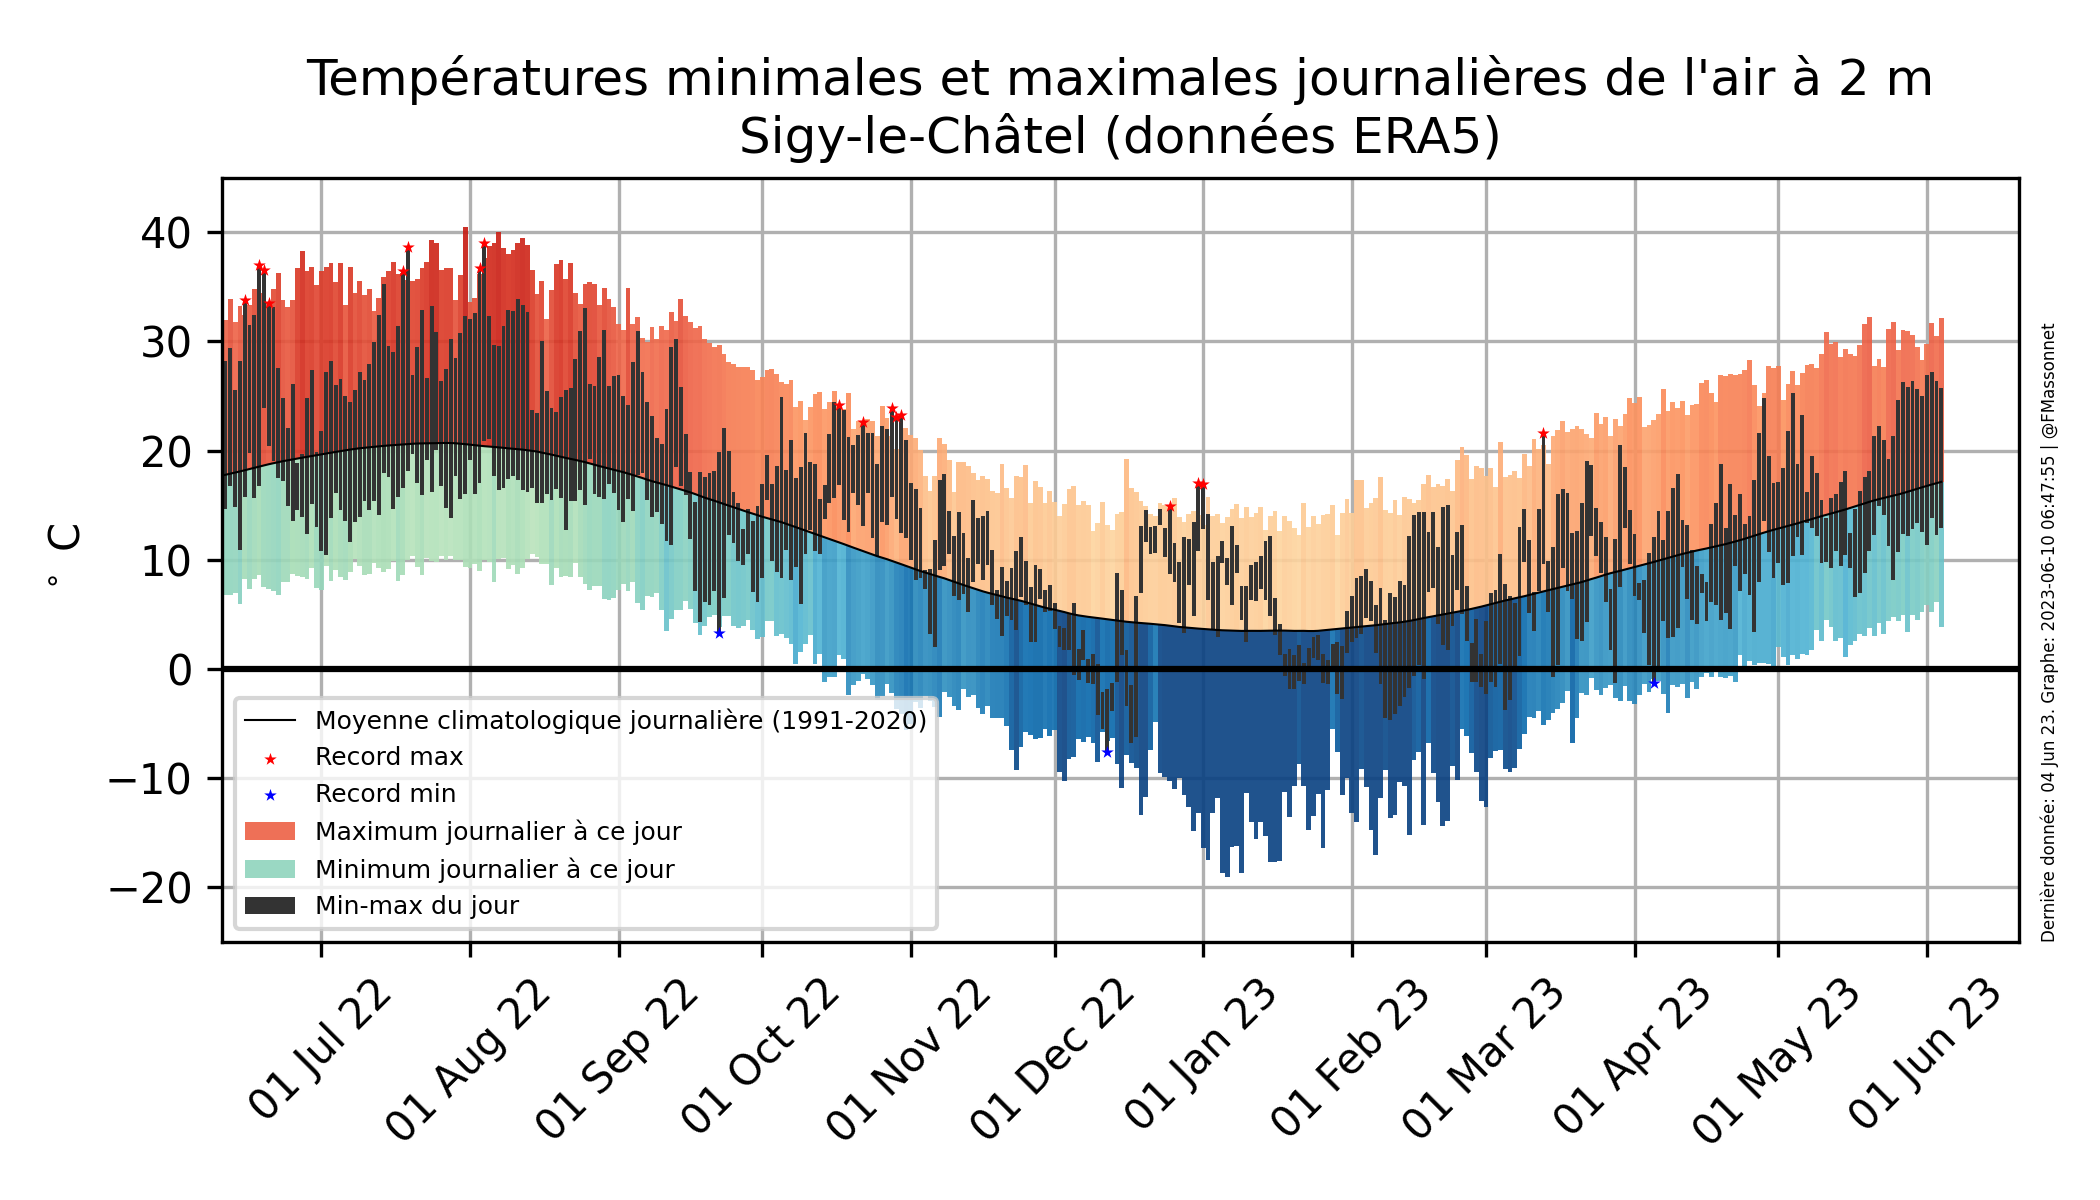 Températures minimales et maximales journalières de l'air à 2 m
Sigy-le-Châtel (données ERA5)
° C
40
30
20
10
0
−10
−20
Moyenne climatologique journalière (1991-2020)
Record max
Record min
Maximum journalier à ce jour
Minimum journalier à ce jour
Min-max du jour
01 Jul 22
01 Aug 22
01 Sep 22
01 Oct 22
01 Nov 22
01 Dec 22
01 Jan 23
01 Feb 23
01 Mar 23
01 Apr 23
01 May 23
01 Jun 23
Dernière donnée: 04 Jun 23. Graphe: 2023-06-10 06:47:55 | @FMassonnet